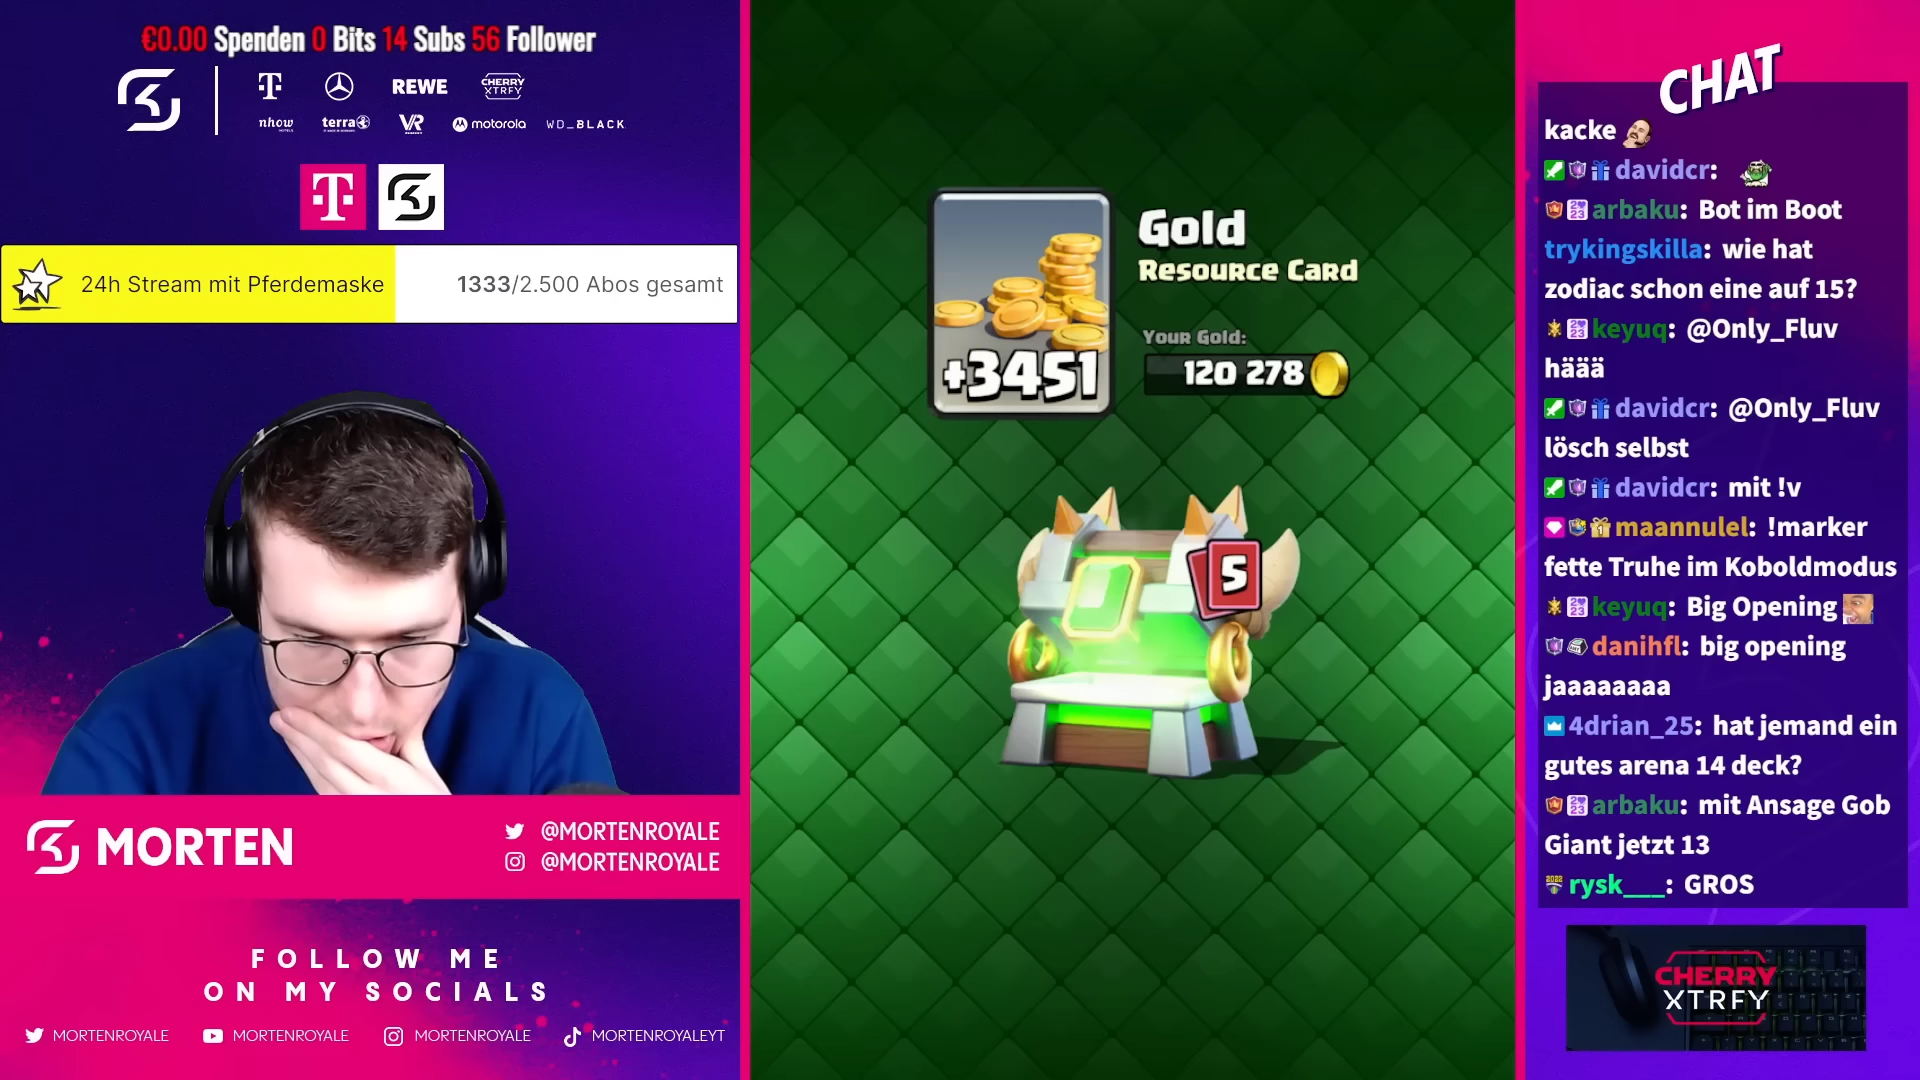 €0.00 Spenden 0 Bits 14 Subs 56 Follower
REWE
CHERRY XTRFY
nhow
terra
VR
motorola
WD_BLACK
24h Stream mit Pferdemaske
1333/2.500 Abos gesamt
MORTEN
@MORTENROYALE
@MORTENROYALE
FOLLOW ME
ON MY SOCIALS
MORTENROYALE
MORTENROYALE
MORTENROYALE
MORTENROYALEYT
Gold
Resource Card
Your Gold:
120 278
+3451
5
CHAT
kacke
davidcr:
arbaku: Bot im Boot
trykingskilla: wie hat
zodiac schon eine auf 15?
keyuq: @Only_Fluv
häää
davidcr: @Only_Fluv
lösch selbst
davidcr: mit !v
maannulel: !marker
fette Truhe im Koboldmodus
keyuq: Big Opening
danihfl: big opening
jaaaaaaaa
4drian_25: hat jemand ein
gutes arena 14 deck?
arbaku: mit Ansage Gob
Giant jetzt 13
rysk___: GROS
CHERRY
XTRFY